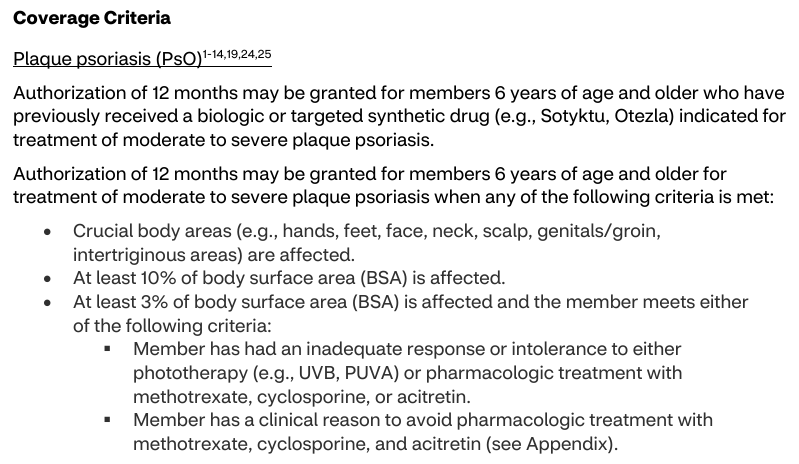 Coverage Criteria
Plaque psoriasis (PsO)1-14,19,24,25
Authorization of 12 months may be granted for members 6 years of age and older who have
previously received a biologic or targeted synthetic drug (e.g., Sotyktu, Otezla) indicated for
treatment of moderate to severe plaque psoriasis.
Authorization of 12 months may be granted for members 6 years of age and older for
treatment of moderate to severe plaque psoriasis when any of the following criteria is met:
• Crucial body areas (e.g., hands, feet, face, neck, scalp, genitals/groin,
intertriginous areas) are affected.
• At least 10% of body surface area (BSA) is affected.
• At least 3% of body surface area (BSA) is affected and the member meets either
of the following criteria:
▪ Member has had an inadequate response or intolerance to either
phototherapy (e.g., UVB, PUVA) or pharmacologic treatment with
methotrexate, cyclosporine, or acitretin.
▪ Member has a clinical reason to avoid pharmacologic treatment with
methotrexate, cyclosporine, and acitretin (see Appendix).